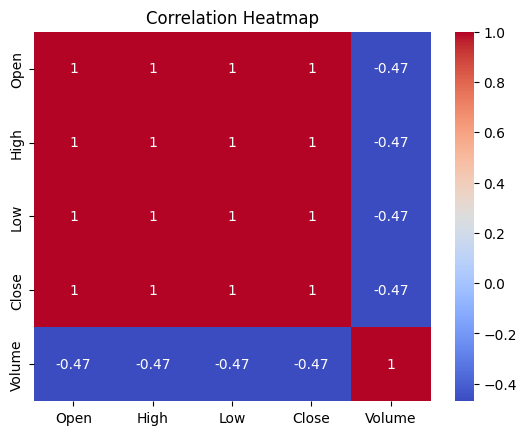 Correlation Heatmap
Open 1 1 1 1 -0.47
High 1 1 1 1 -0.47
Low 1 1 1 1 -0.47
Close 1 1 1 1 -0.47
Volume -0.47 -0.47 -0.47 -0.47 1
Open High Low Close Volume
1.0
0.8
0.6
0.4
0.2
0.0
−0.2
−0.4